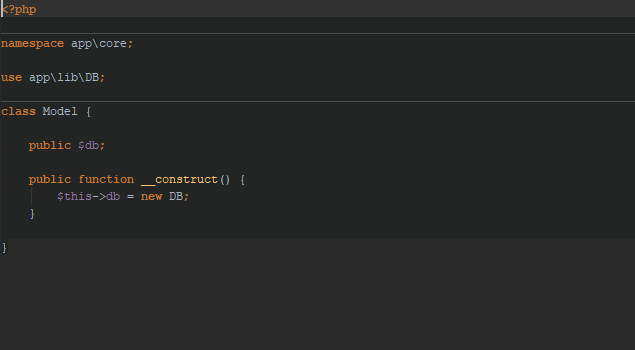 <?php
namespace app\core;
use app\lib\DB;
class Model {
public $db;
public function __construct() {
$this->db = new DB;
}
}